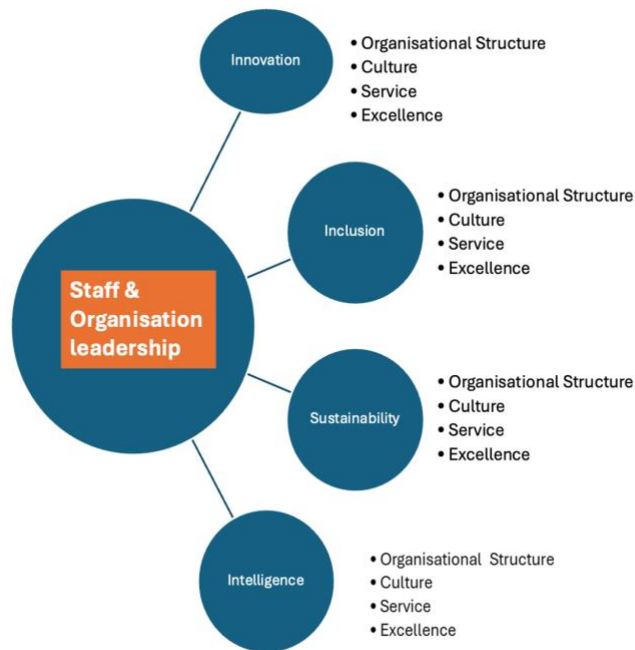 Innovation
• Organisational Structure
• Culture
• Service
• Excellence
Inclusion
• Organisational Structure
• Culture
• Service
• Excellence
Staff &
Organisation
leadership
Sustainability
• Organisational Structure
• Culture
• Service
• Excellence
Intelligence
• Organisational Structure
• Culture
• Service
• Excellence